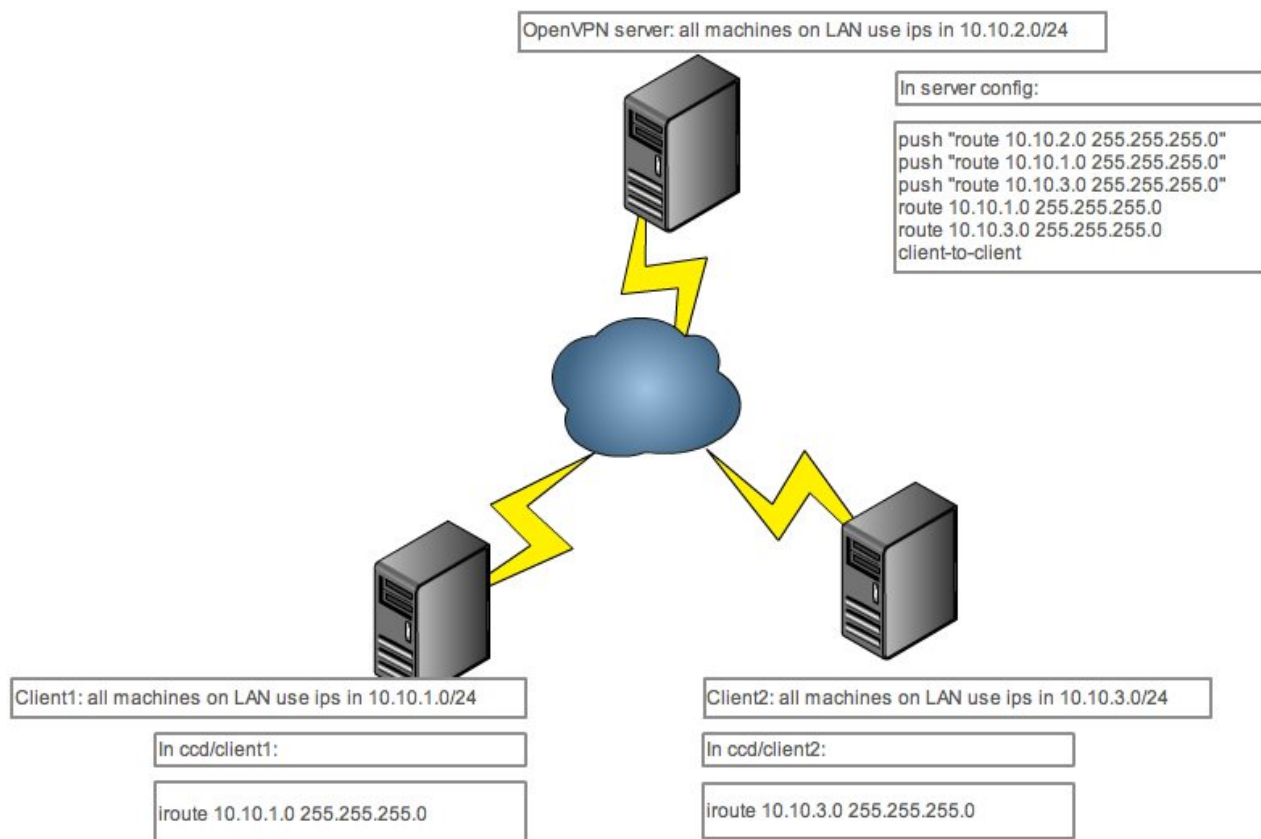 OpenVPN server: all machines on LAN use ips in 10.10.2.0/24
In server config:
push "route 10.10.2.0 255.255.255.0"
push "route 10.10.1.0 255.255.255.0"
push "route 10.10.3.0 255.255.255.0"
route 10.10.1.0 255.255.255.0
route 10.10.3.0 255.255.255.0
client-to-client
Client1: all machines on LAN use ips in 10.10.1.0/24
In ccd/client1:
iroute 10.10.1.0 255.255.255.0
Client2: all machines on LAN use ips in 10.10.3.0/24
In ccd/client2:
iroute 10.10.3.0 255.255.255.0